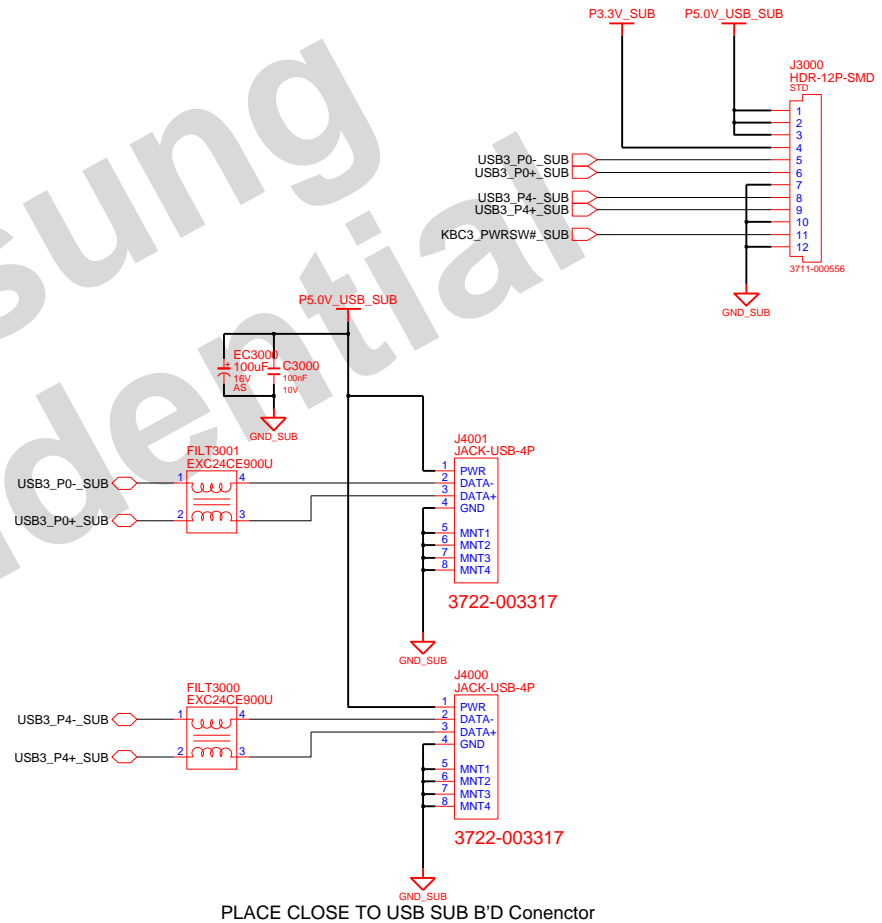 P3.3V_SUB P5.0V_USB_SUB
J3000
HDR-12P-SMD
STD
1
2
3
4
USB3_P0-_SUB 5
USB3_P0+_SUB 6
7
USB3_P4-_SUB 8
USB3_P4+_SUB 9
10
KBC3_PWRSW#_SUB 11
12
3711-000556
GND_SUB
sung
dential
P5.0V_USB_SUB
EC3000
100uF
16V
AS
C3000
100nF
10V
GND_SUB
FILT3001
EXC24CE900U
USB3_P0-_SUB 1 4
USB3_P0+_SUB 2 3
J4001
JACK-USB-4P
1 PWR
2 DATA-
3 DATA+
4 GND
5 MNT1
6 MNT2
7 MNT3
8 MNT4
3722-003317
GND_SUB
FILT3000
EXC24CE900U
USB3_P4-_SUB 1 4
USB3_P4+_SUB 2 3
J4000
JACK-USB-4P
1 PWR
2 DATA-
3 DATA+
4 GND
5 MNT1
6 MNT2
7 MNT3
8 MNT4
3722-003317
GND_SUB
PLACE CLOSE TO USB SUB B'D Conenctor